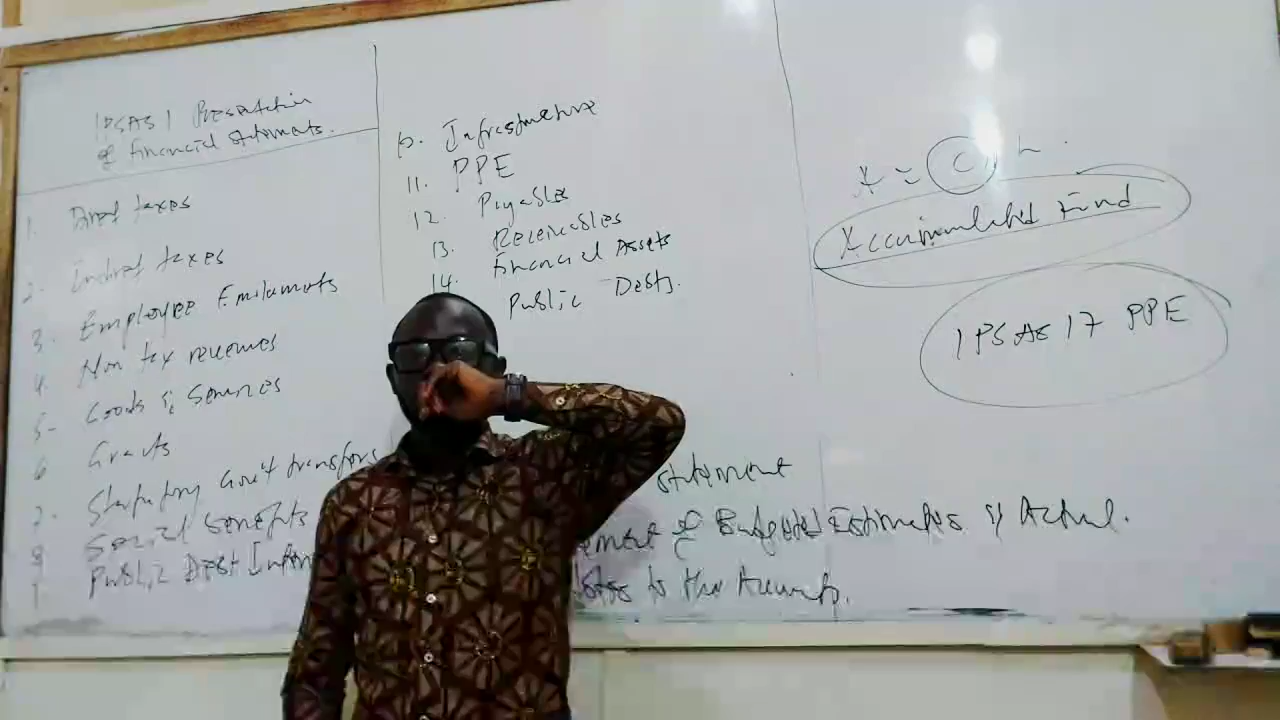 IPSAS 1 Presentation
of financial statements.
1. Direct taxes
2. Indirect taxes
3. Employee Emoluments
4. Non tax revenues
5- Goods & Services
6 Grants
7. Statutory Gov't transfers
8 Social benefits
9 Public Debt
10. Infrastructure
11. PPE
12. Payables
13. Receivables
14. Financial Assets
Public Debts.
statement
of Budgeted Estimates & Actual.
Notes to the Accounts.
Accumulated Fund
IPSAS 17 PPE